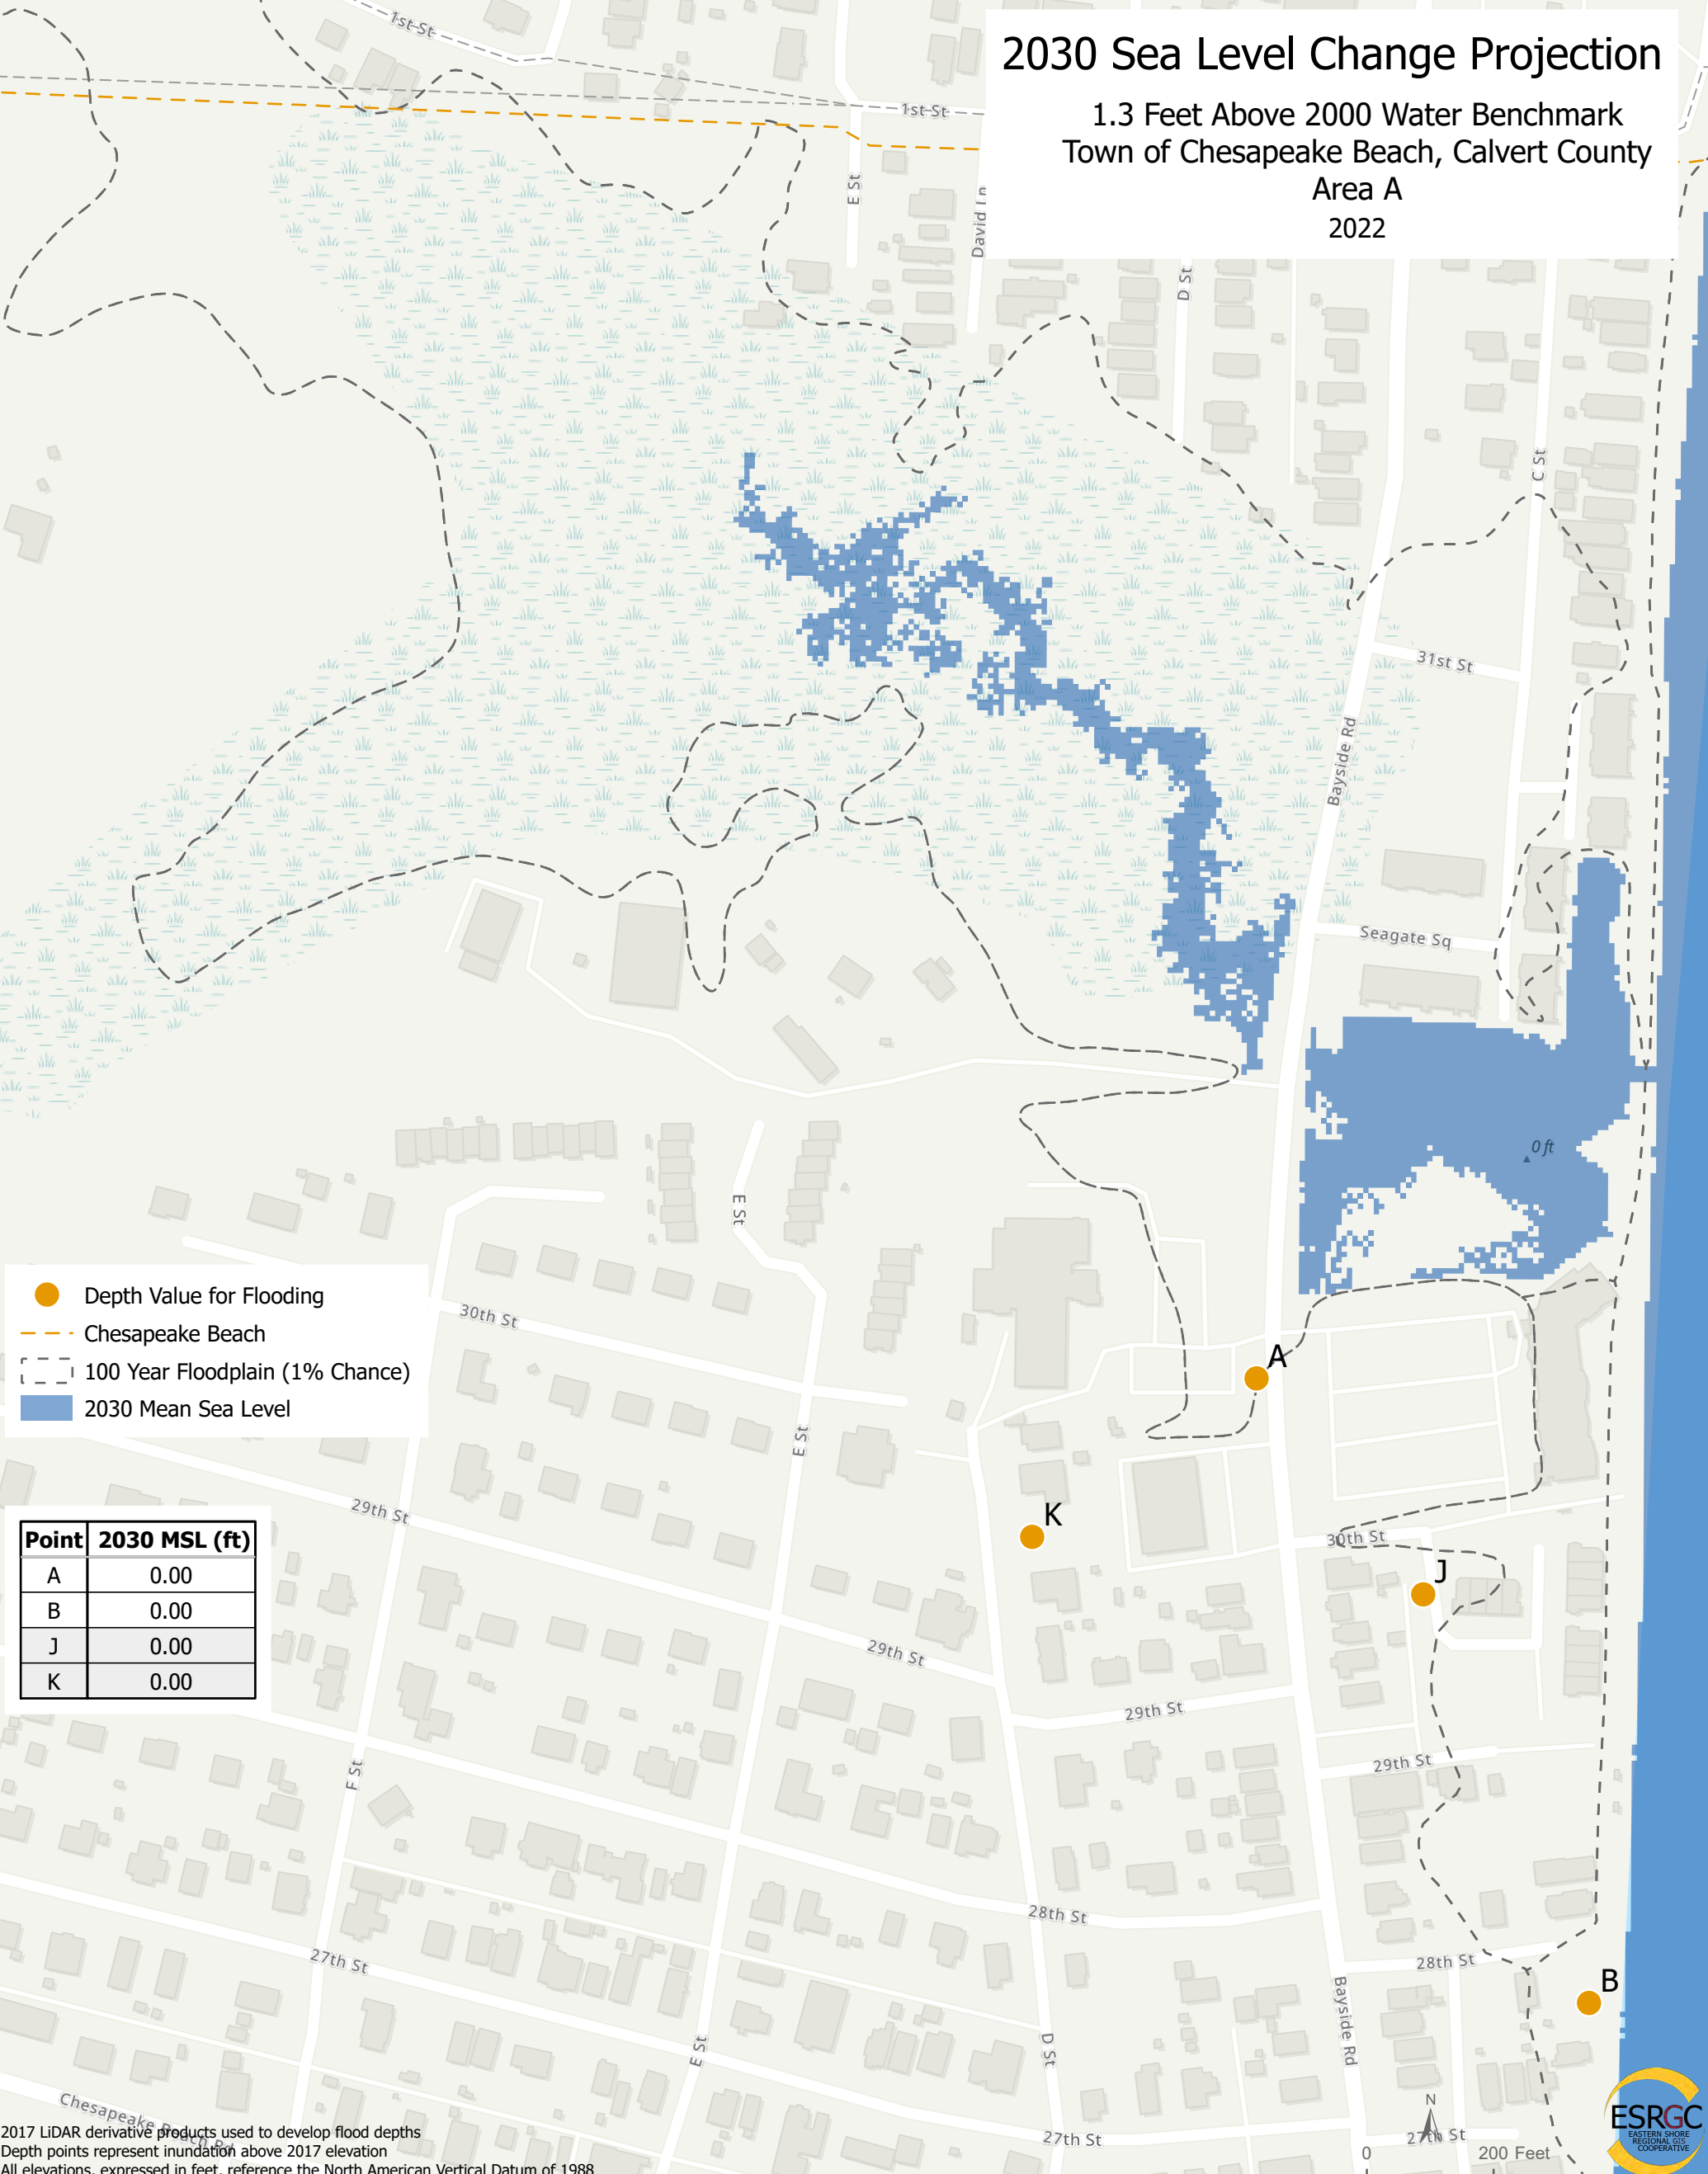 2030 Sea Level Change Projection
1.3 Feet Above 2000 Water Benchmark
Town of Chesapeake Beach, Calvert County
Area A
2022
1st St
1st St
E St
David Ln
D St
C St
31st St
Bayside Rd
Seagate Sq
0 ft
E St
30th St
A
E St
K
30th St
J
29th St
29th St
29th St
29th St
F St
28th St
28th St
27th St
B
Bayside Rd
E St
D St
Chesapeake Beach Rd
27th St
27th St
Depth Value for Flooding
Chesapeake Beach
100 Year Floodplain (1% Chance)
2030 Mean Sea Level
Point 2030 MSL (ft)
A 0.00
B 0.00
J 0.00
K 0.00
2017 LiDAR derivative products used to develop flood depths
Depth points represent inundation above 2017 elevation
All elevations, expressed in feet, reference the North American Vertical Datum of 1988
N
0 200 Feet
ESRGC
EASTERN SHORE
REGIONAL GIS
COOPERATIVE